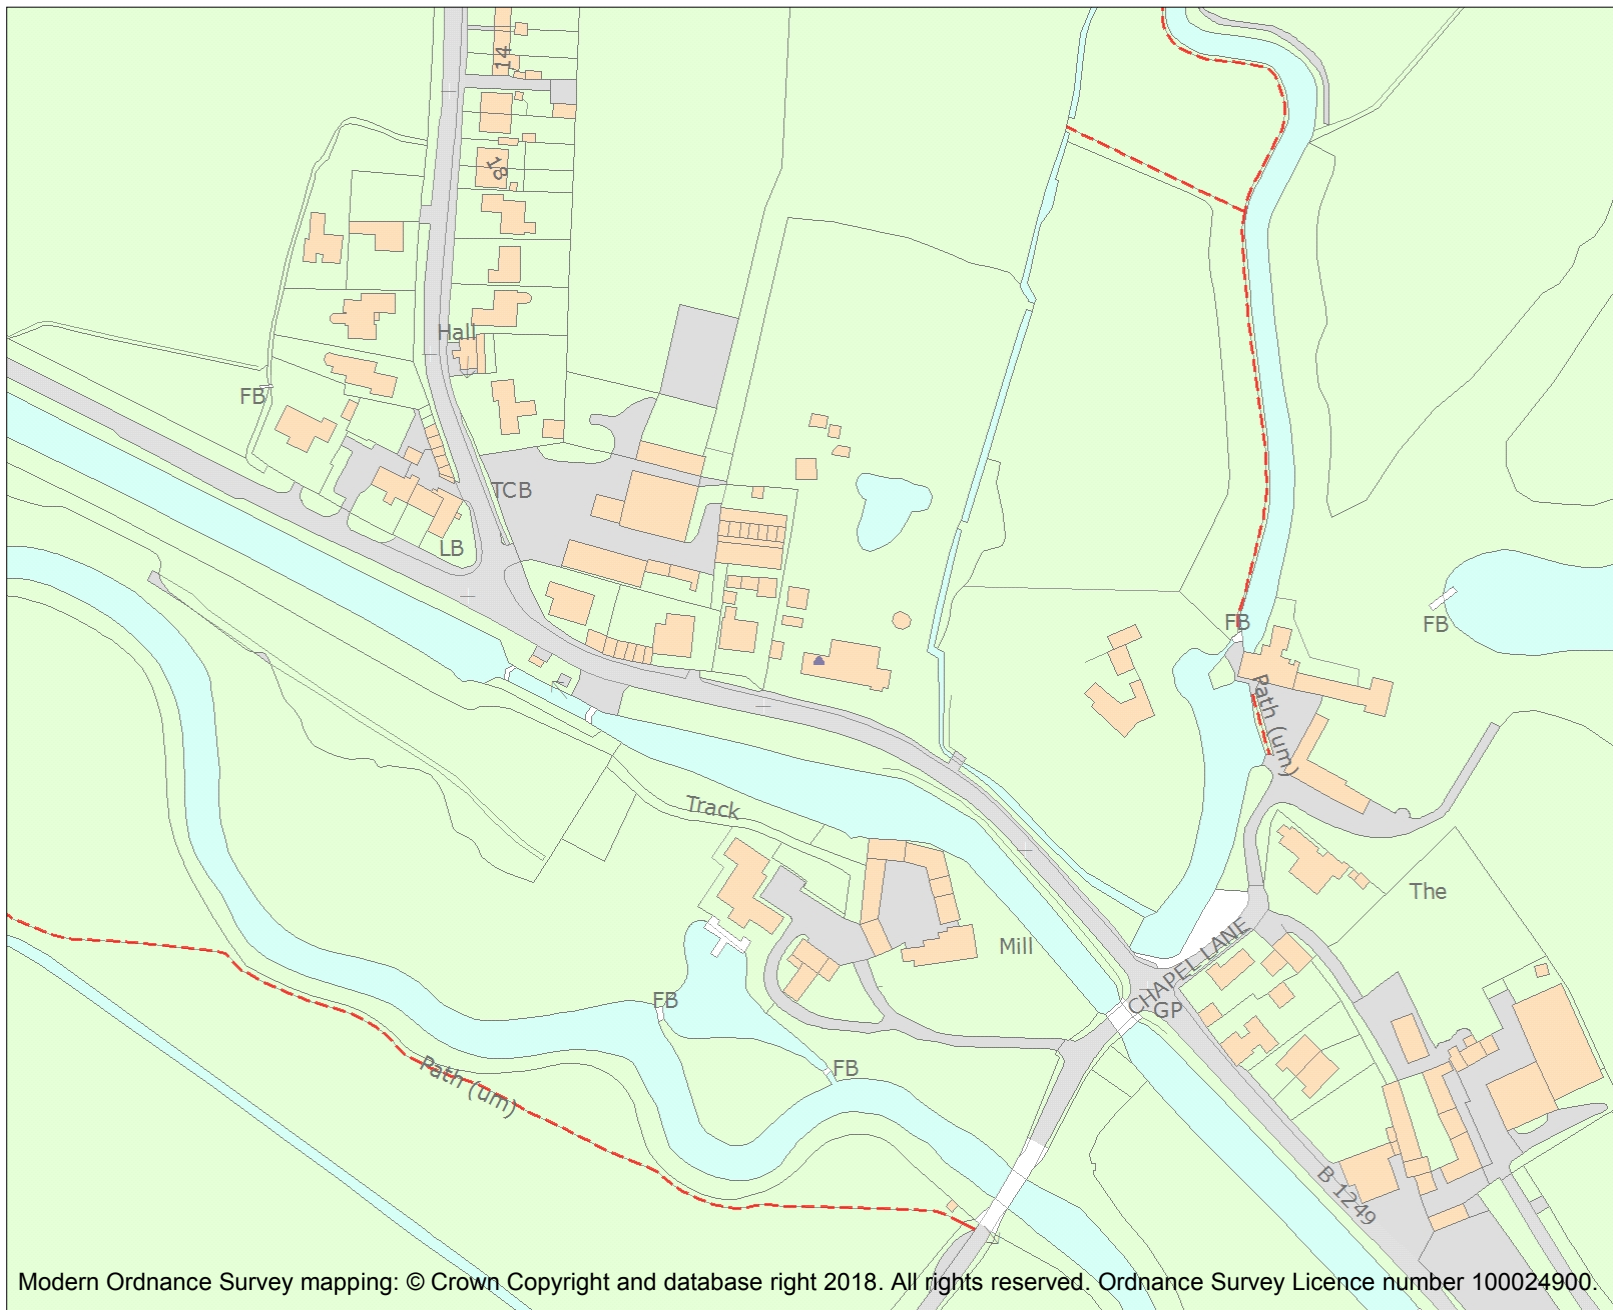 14
18
Hall
FB
TCB
LB
FB
FB
Path (um)
Track
The
Mill
CHAPEL LANE
GP
FB
FB
Path (um)
B 1249
Modern Ordnance Survey mapping: © Crown Copyright and database right 2018. All rights reserved. Ordnance Survey Licence number 100024900.